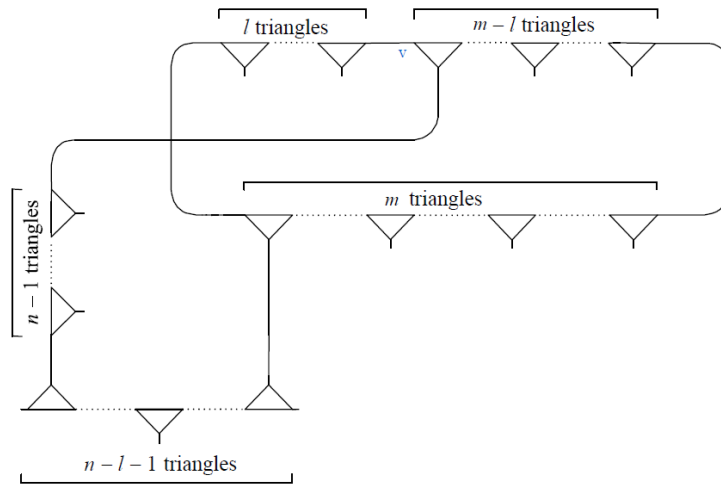 l triangles
m – l triangles
v
m triangles
n – 1 triangles
n – l – 1 triangles